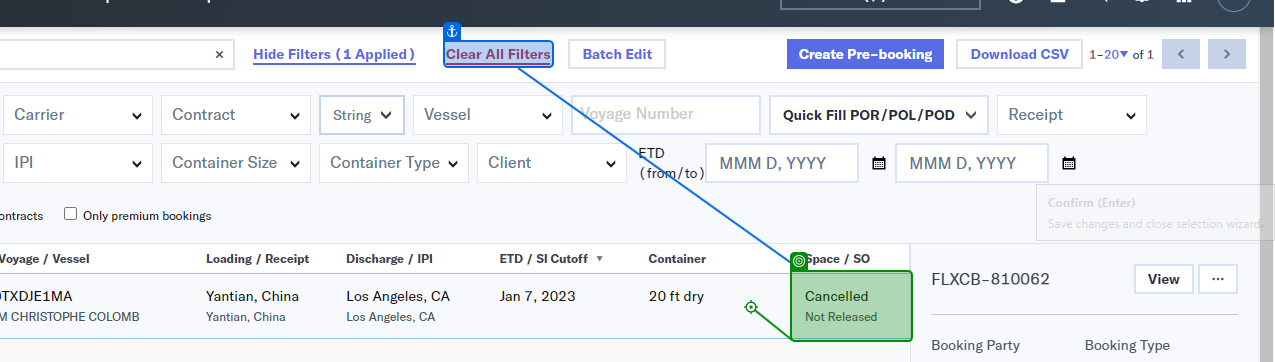 Hide Filters (1 Applied)
Clear All Filters
Batch Edit
Create Pre-booking
Download CSV
1-20 of 1
Carrier
Contract
String
Vessel
Voyage Number
Quick Fill POR/POL/POD
Receipt
IPI
Container Size
Container Type
Client
ETD
(from/to)
MMM D, YYYY
MMM D, YYYY
Confirm (Enter)
Save changes and close selection wizard.
ontracts
Only premium bookings
Voyage / Vessel
Loading / Receipt
Discharge / IPI
ETD / SI Cutoff
Container
Space / SO
TXDJE1MA
Yantian, China
Los Angeles, CA
Jan 7, 2023
20 ft dry
Cancelled
M CHRISTOPHE COLOMB
Yantian, China
Los Angeles, CA
Not Released
FLXCB-810062
View
...
Booking Party
Booking Type